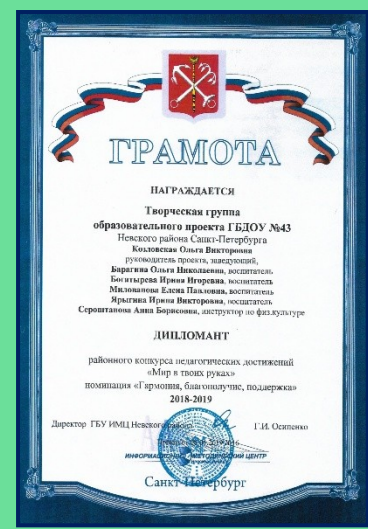 ГРАМОТА
НАГРАЖДАЕТСЯ
Творческая группа
образовательного проекта ГБДОУ №43
Невского района Санкт-Петербурга
Козловская Ольга Викторовна
руководитель проекта, заведующий,
Барагина Ольга Николаевна, воспитатель
Богатырева Ирина Игоревна, воспитатель
Милованова Елена Павловна, воспитатель
Ярыгина Ирина Викторовна, воспитатель
Сероштанова Анна Борисовна, инструктор по физ.культуре
ДИПЛОМАНТ
районного конкурса педагогических достижений
«Мир в твоих руках»
номинация «Гармония, благополучие, поддержка»
2018-2019
Директор ГБУ ИМЦ Невского района Г.И. Осипенко
ИНФОРМАЦИОННО-МЕТОДИЧЕСКИЙ ЦЕНТР
Санкт-Петербург